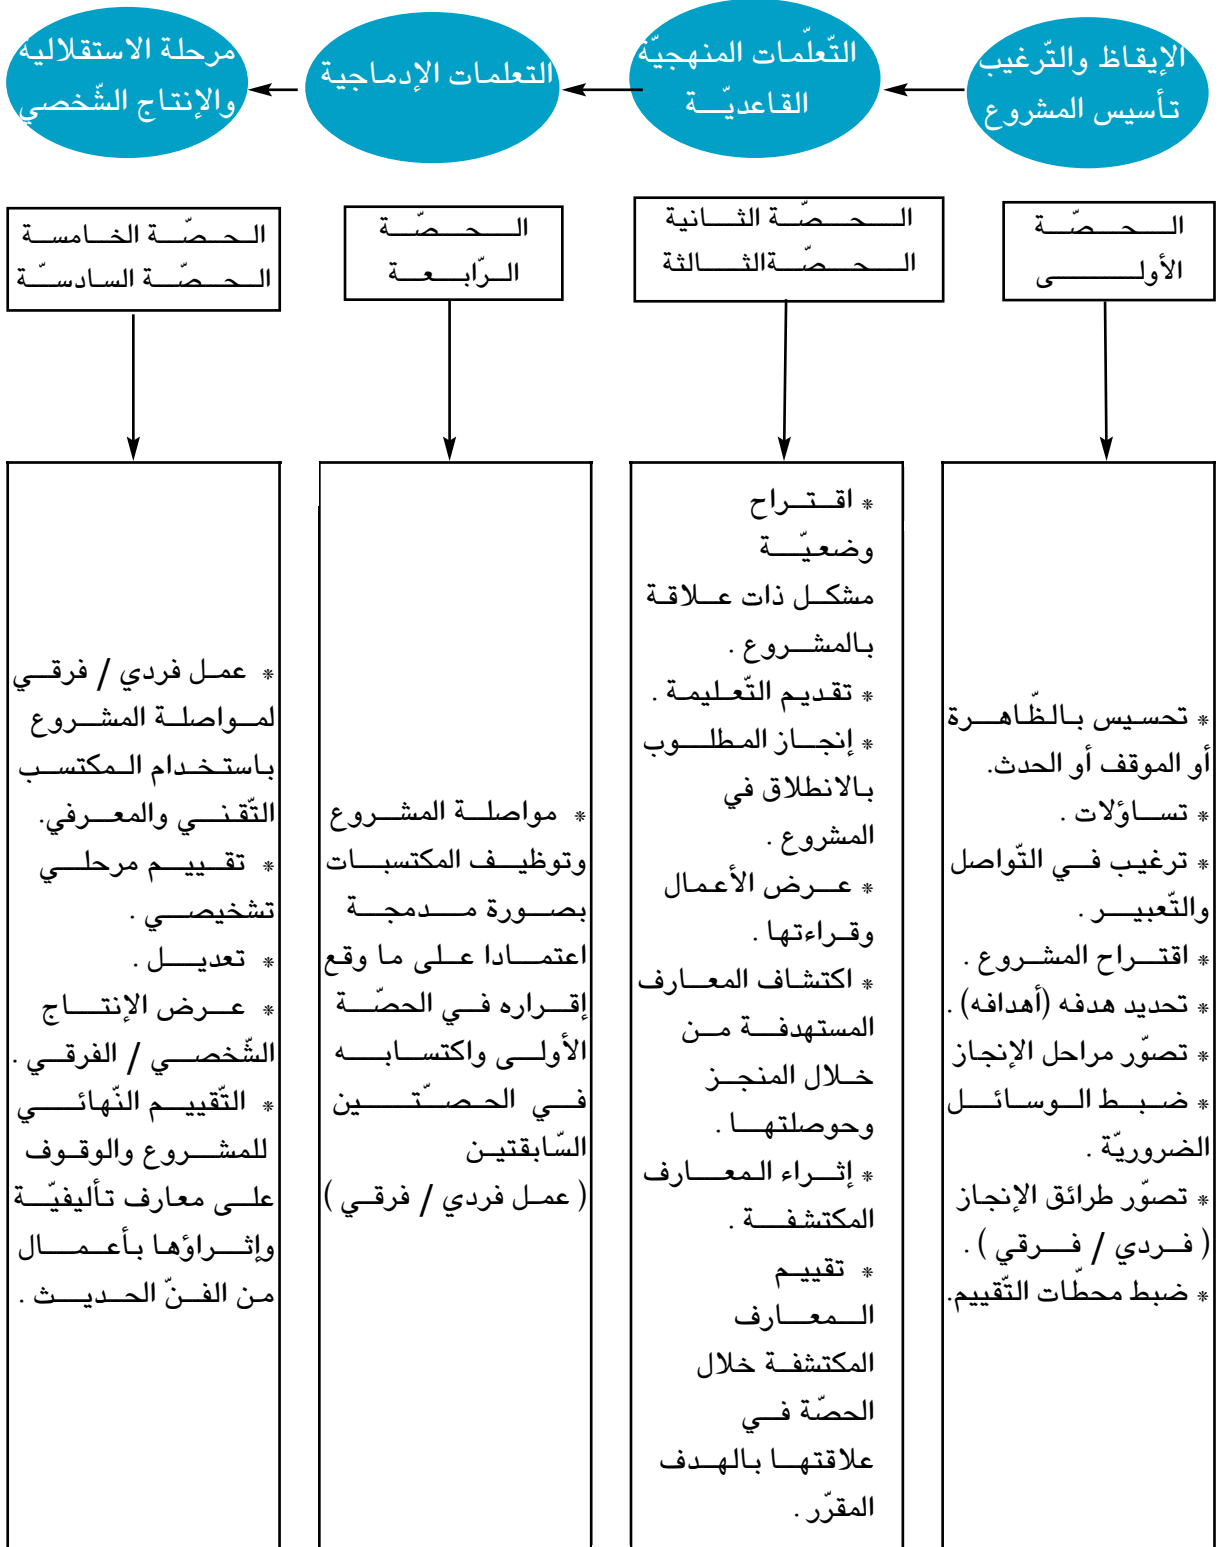 الإيقاظ والتّرغيب
تأسيس المشروع
التّعلّمات المنهجيّة
القاعديّة
التعلمات الإدماجية
مرحلة الاستقلالية
والإنتاج الشّخصي
الحصّة
الأولى
الحصّة الثانية
الحصّة الثالثة
الحصّة
الرّابعة
الحصّة الخامسة
الحصّة السادسّة
* تحسيس بالظّاهرة
أو الموقف أو الحدث.
* تساؤلات .
* ترغيب في التّواصل
والتّعبير .
* اقتراح المشروع .
* تحديد هدفه (أهدافه) .
* تصوّر مراحل الإنجاز
* ضبط الوسائل
الضروريّة .
* تصوّر طرائق الإنجاز
( فردي / فرقي ) .
* ضبط محطّات التّقييم.
* اقتراح
وضعيّة
مشكل ذات علاقة
بالمشروع .
* تقديم التّعليمة .
* إنجاز المطلوب
بالانطلاق في
المشروع .
* عرض الأعمال
وقراءتها .
* اكتشاف المعارف
المستهدفة من
خلال المنجز
وحوصلتها .
* إثراء المعارف
المكتشفة .
* تقييم
المعارف
المكتشفة خلال
الحصّة في
علاقتها بالهدف
المقرّر .
* مواصلة المشروع
وتوظيف المكتسبات
بصورة مدمجة
اعتمادا على ما وقع
إقراره في الحصّة
الأولى واكتسابه
في الحصّتين
السّابقتين
( عمل فردي / فرقي )
* عمل فردي / فرقي
لمواصلة المشروع
باستخدام المكتسب
التّقني والمعرفي.
* تقييم مرحلي
تشخيصي .
* تعديل .
* عرض الإنتاج
الشّخصي / الفرقي .
* التّقييم النّهائي
للمشروع والوقوف
على معارف تأليفيّة
وإثراؤها بأعمال
من الفنّ الحديث .